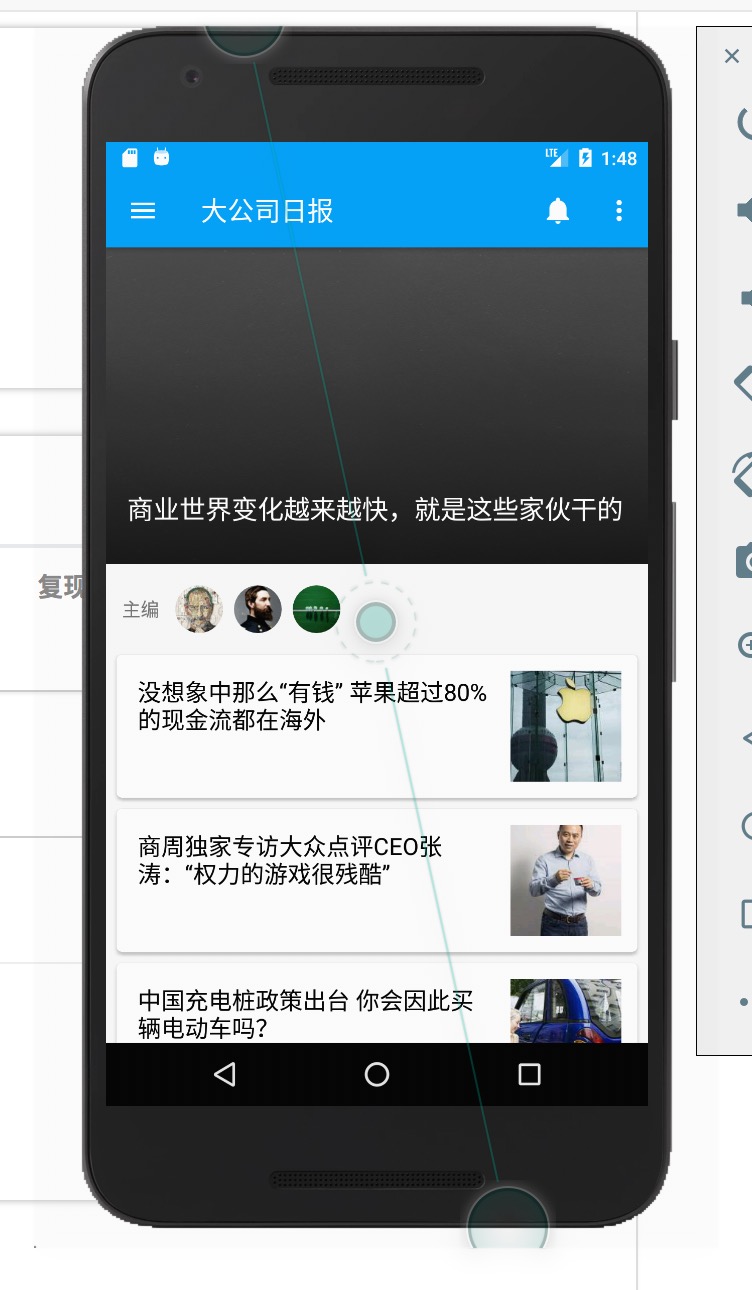 LTE 1:48
大公司日报
商业世界变化越来越快，就是这些家伙干的
复现
主编
没想象中那么“有钱” 苹果超过80%
的现金流都在海外
商周独家专访大众点评CEO张
涛：“权力的游戏很残酷”
中国充电桩政策出台 你会因此买
辆电动车吗？